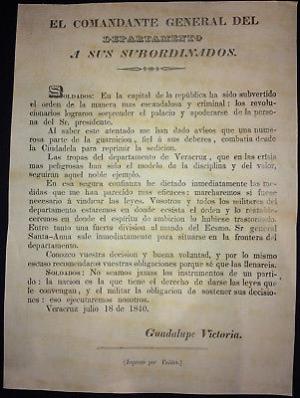 EL COMANDANTE GENERAL DEL
DEPARTAMENTO
A SUS SUBORDINADOS.
SOLDADOS: En la capital de la república ha sido subvertido
el orden de la manera mas escandalosa y criminal: los revolu-
cionarios lograron sorprender el palacio y apoderarse de la perso-
na del Sr. presidente.
Al saber este atentado me han dado avisos que una nume-
rosa parte de la guarnicion, fiel á sus deberes, combatia desde
la Ciudadela para reprimir la anarquía.
Las tropas del departamento de Veracruz, que en las crisis
mas peligrosas han sido el modelo de la disciplina y del valor,
seguiran aquel noble ejemplo.
En esa segura confianza he dictado inmediatamente las me-
didas que me han parecido mas eficaces: marcharemos si fuere
necesario á vindicar las leyes. Vosotros y todos los militares del
departamento estaremos en donde ecsista el orden y lo restable-
ceremos en donde el espíritu de ambicion lo hubiese trastornado.
Entre tanto una fuerte division al mando del Ecsmo. Sr general
Santa-Anna sale inmediatamente para situarse en la frontera del
departamento.
Conozco vuestra decision y buena voluntad, y por lo mismo
escuso recomendaros vuestras obligaciones porque sé que las llenareis.
SOLDADOS: No seamos jamas los instrumentos de un parti-
do: la nacion es la que tiene el derecho de darse las leyes que
le convengan, y el militar la obligacion de sostener sus decisio-
nes: eso ejecutaremos nosotros.
Veracruz julio 18 de 1840.
Guadalupe Victoria.
(Impreso por